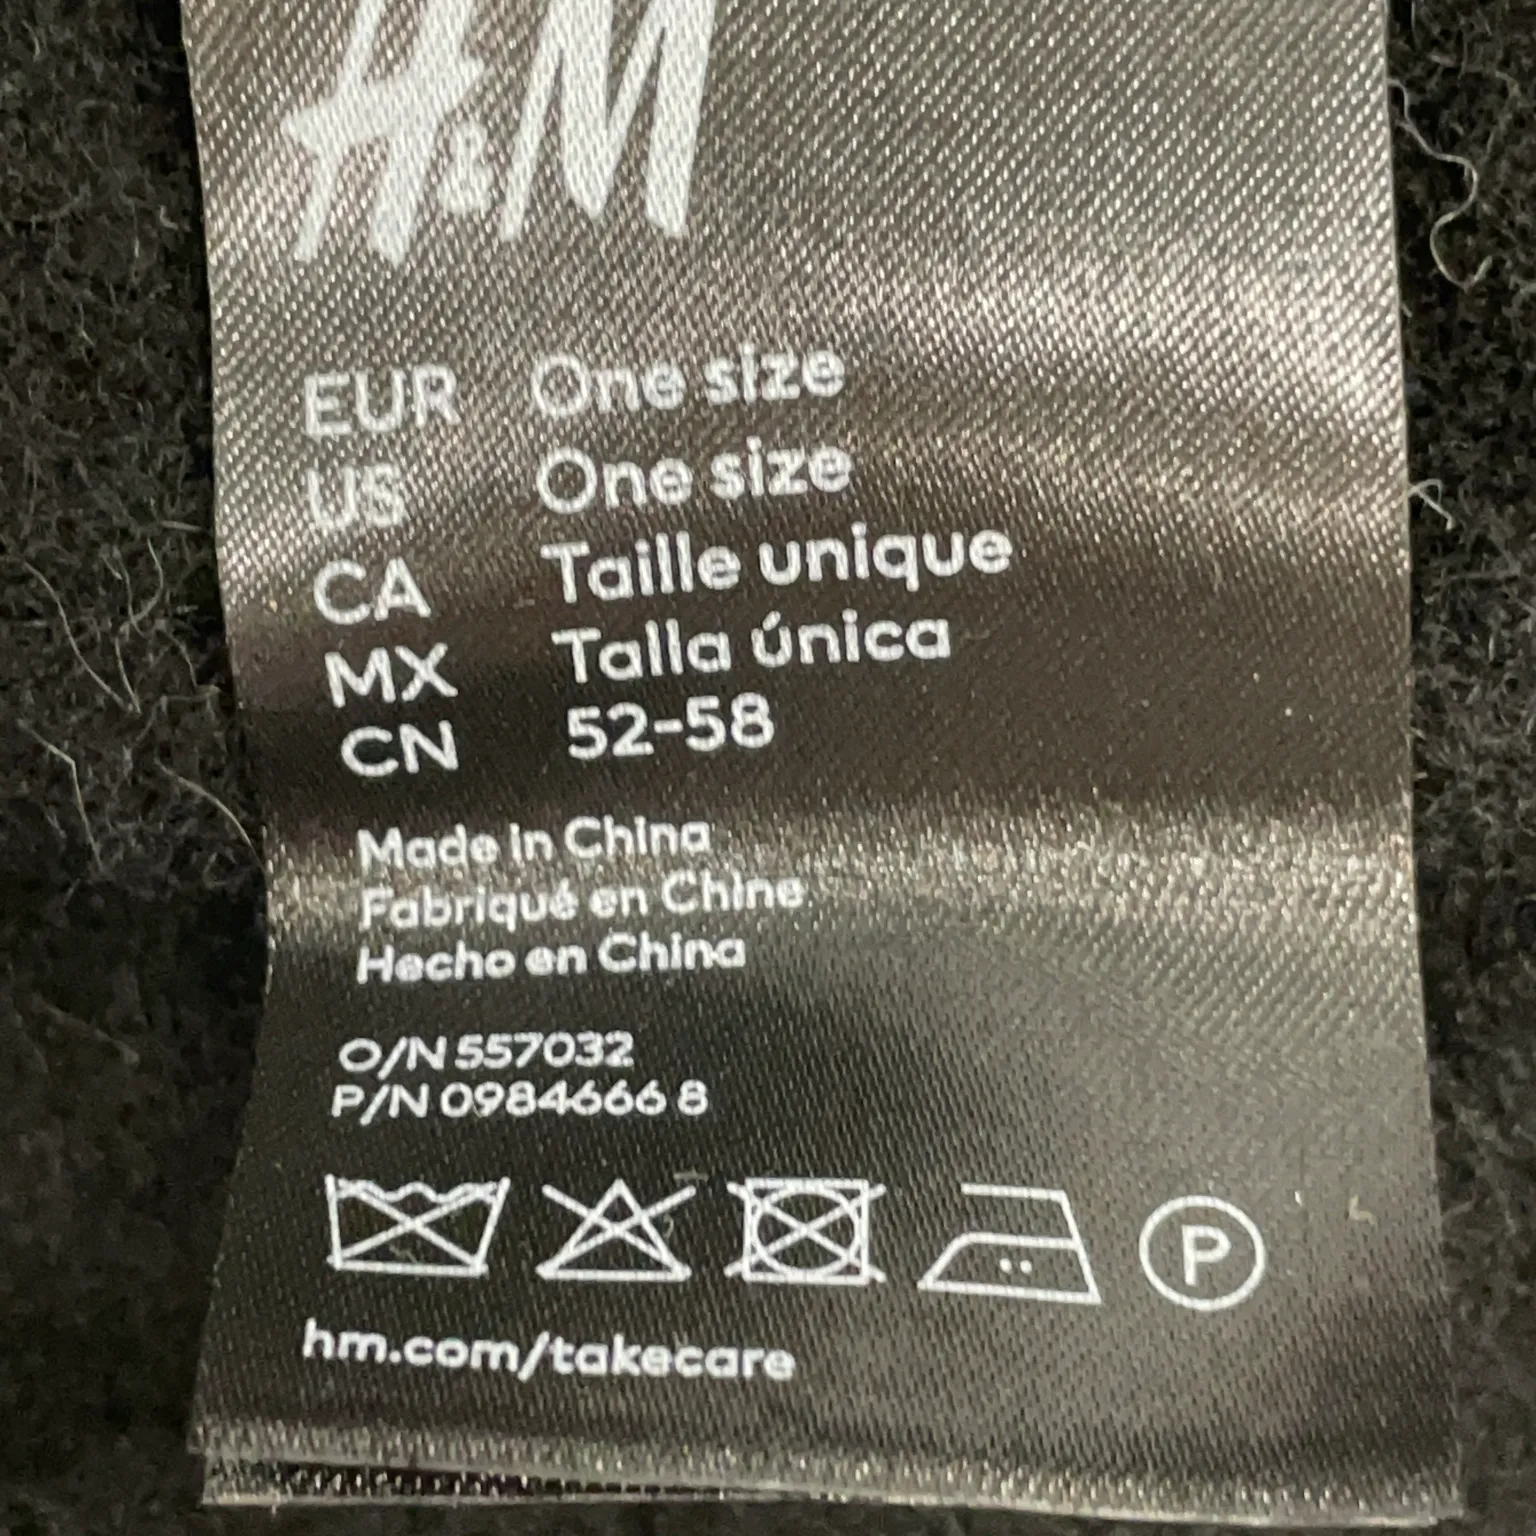 H&M
EUR One size
US One size
CA Taille unique
MX Talla única
CN 52-58
Made in China
Fabriqué en Chine
Hecho en China
O/N 557032
P/N 0984666 8
P
hm.com/takecare